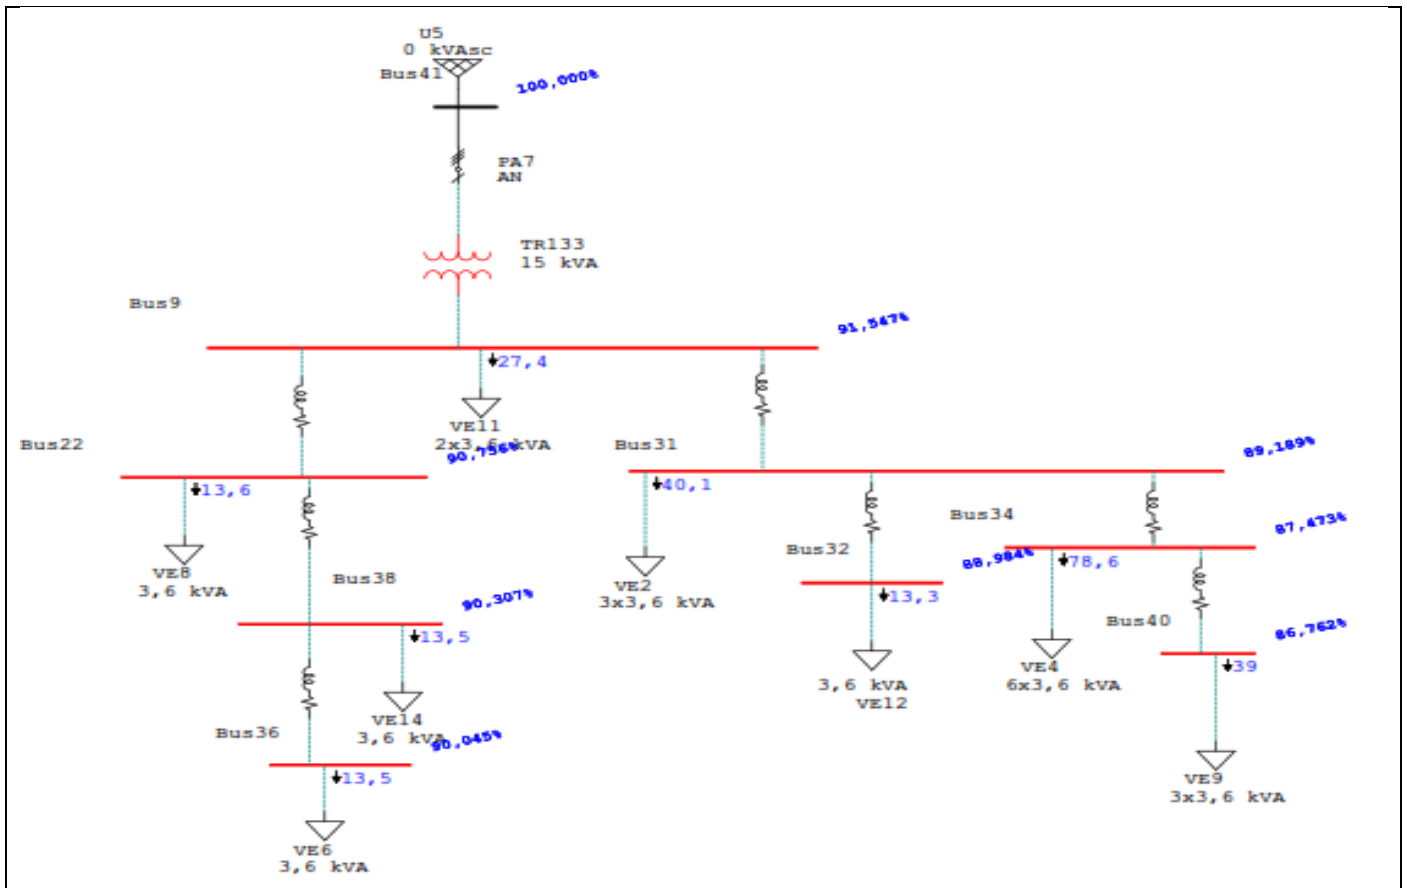 U5
0 kVAsc
Bus41
100,000%
PA7
AN
TR133
15 kVA
Bus9
91,547%
27,4
VE11
2x3,6 kVA
Bus22
90,756%
13,6
VE8
3,6 kVA
Bus31
89,189%
40,1
VE2
3x3,6 kVA
Bus34
87,473%
78,6
VE4
6x3,6 kVA
Bus32
88,984%
13,3
3,6 kVA
VE12
Bus38
90,307%
13,5
VE14
3,6 kVA
Bus40
86,762%
39
VE9
3x3,6 kVA
Bus36
90,045%
13,5
VE6
3,6 kVA